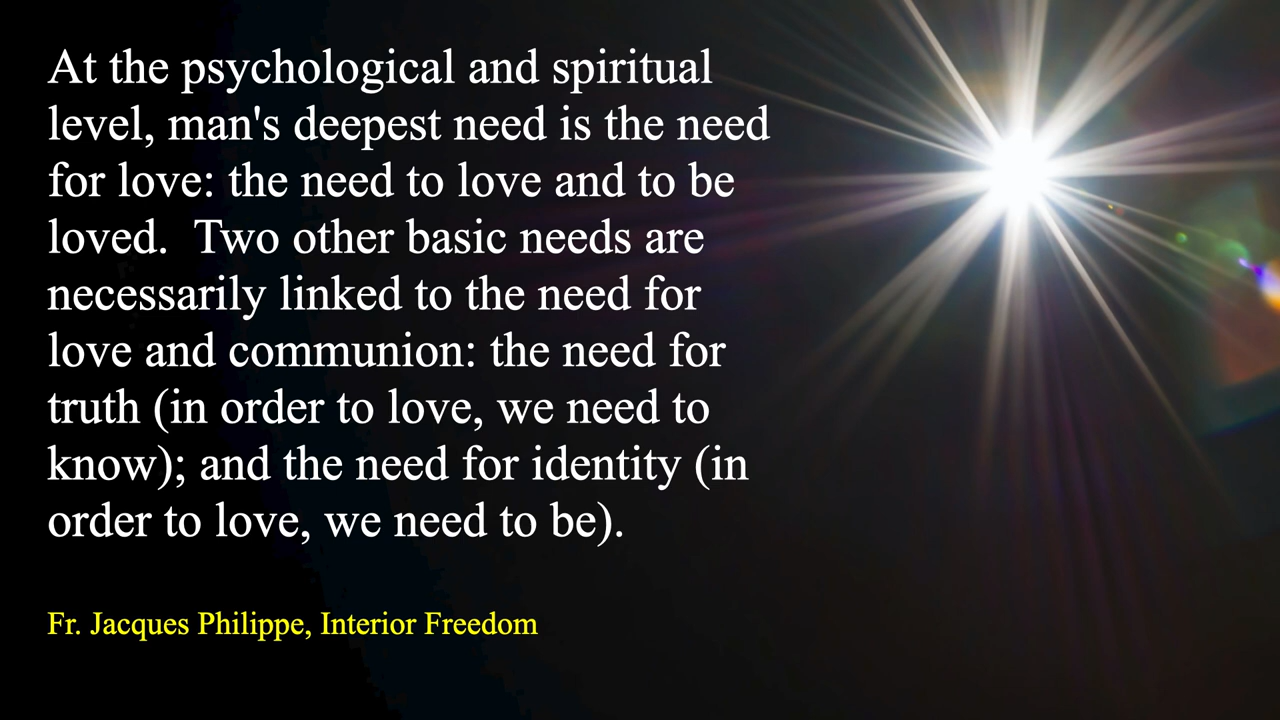 At the psychological and spiritual
level, man's deepest need is the need
for love: the need to love and to be
loved.  Two other basic needs are
necessarily linked to the need for
love and communion: the need for
truth (in order to love, we need to
know); and the need for identity (in
order to love, we need to be).
Fr. Jacques Philippe, Interior Freedom